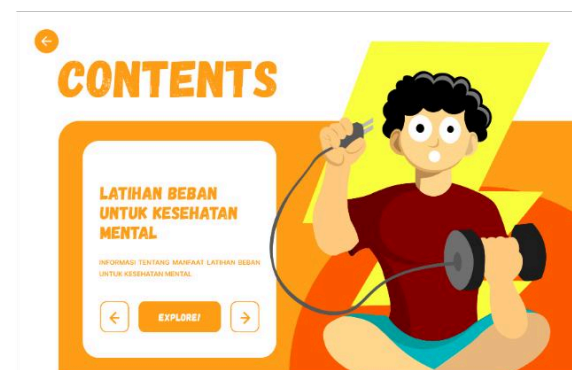 CONTENTS
LATIHAN BEBAN
UNTUK KESEHATAN
MENTAL
INFORMASI TENTANG MANFAAT LATIHAN BEBAN
UNTUK KESEHATAN MENTAL
EXPLORE!